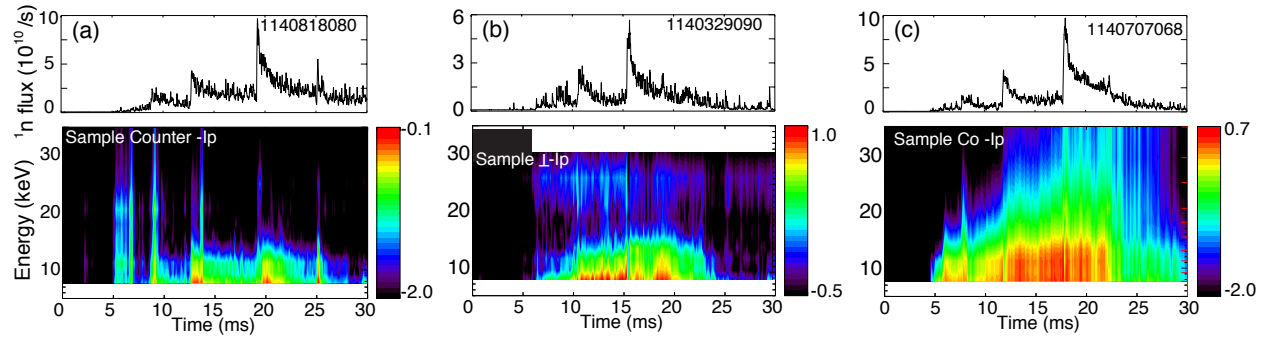 ¹n flux (10¹⁰ /s)
10
5
0
(a)
1140818080
6
4
2
0
(b)
1140329090
10
5
0
(c)
1140707068
Energy (keV)
30
20
10
Sample Counter -Ip
-0.1
-2.0
30
20
10
Sample ⊥-Ip
1.0
-0.5
30
20
10
Sample Co -Ip
0.7
-2.0
0 5 10 15 20 25 30
Time (ms)
0 5 10 15 20 25 30
Time (ms)
0 5 10 15 20 25 30
Time (ms)